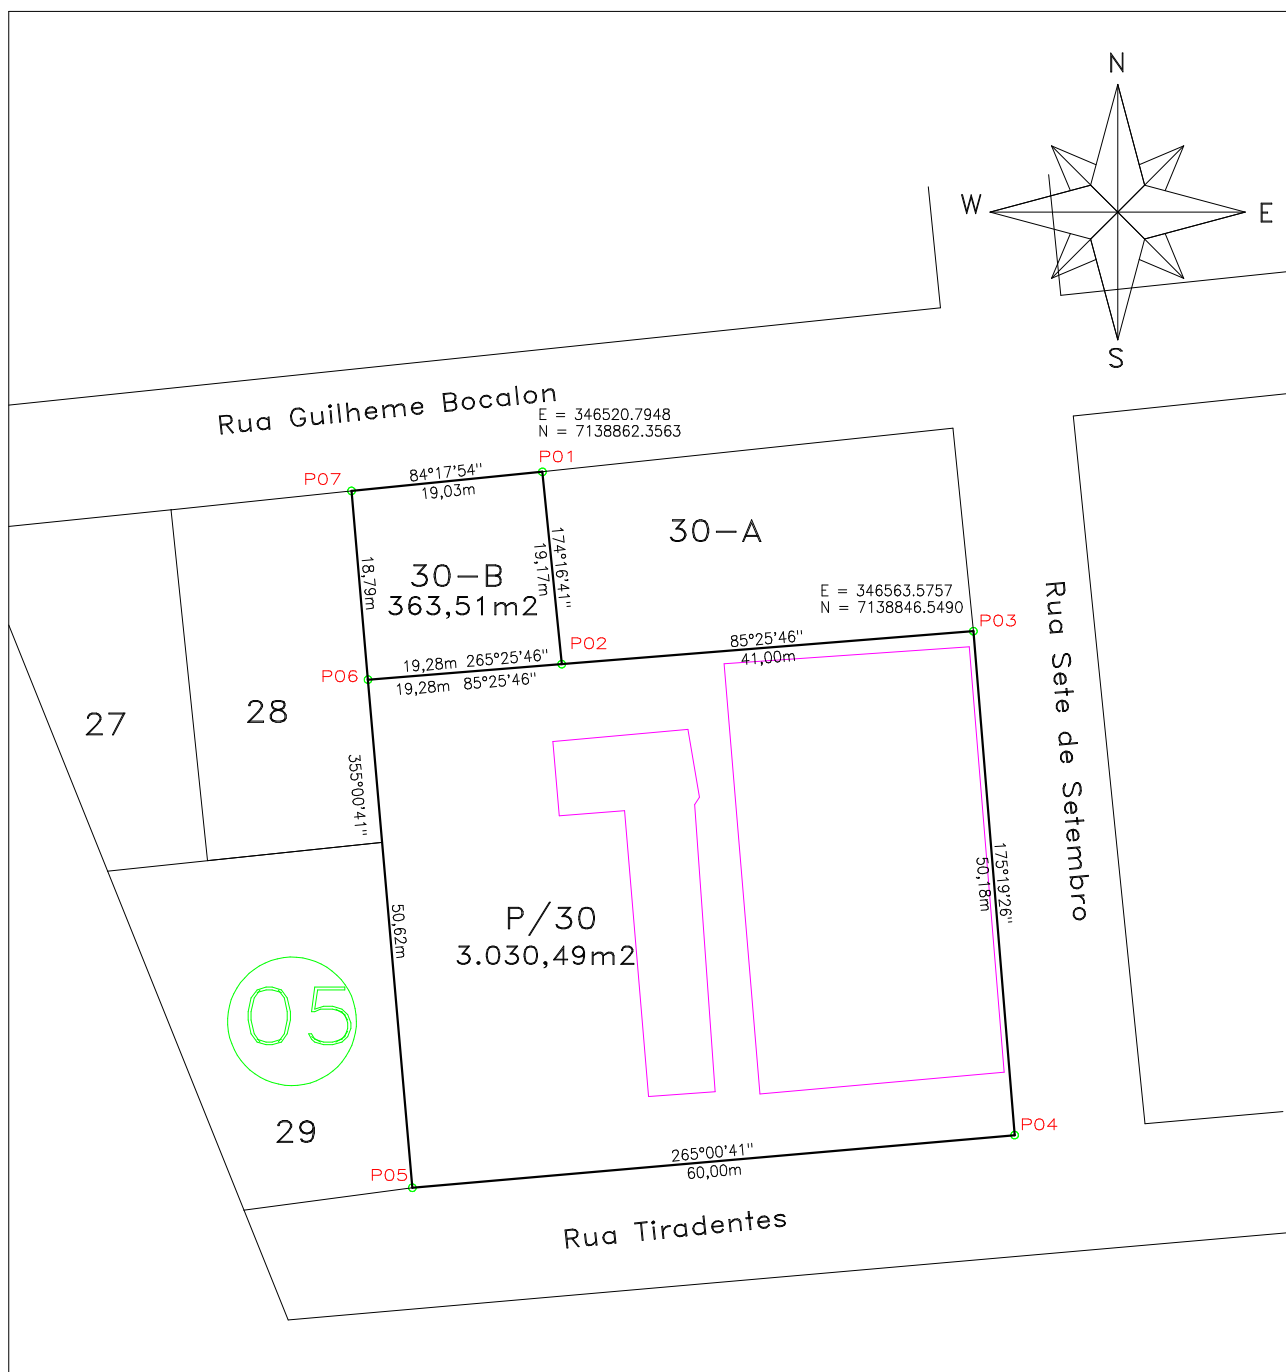 N
W
E
S
Rua Guilheme Bocalon
E = 346520.7948
N = 7138862.3563
P01
P07
84°17'54"
19,03m
30-A
174°16'41"
19,17m
18,79m
30-B
363,51m2
E = 346563.5757
N = 7138846.5490
P03
P02
85°25'46"
41,00m
19,28m 265°25'46"
P06
19,28m 85°25'46"
Rua Sete de Setembro
27
28
355°00'41"
50,62m
175°19'26"
50,18m
P/30
3.030,49m2
05
29
P04
265°00'41"
60,00m
P05
Rua Tiradentes